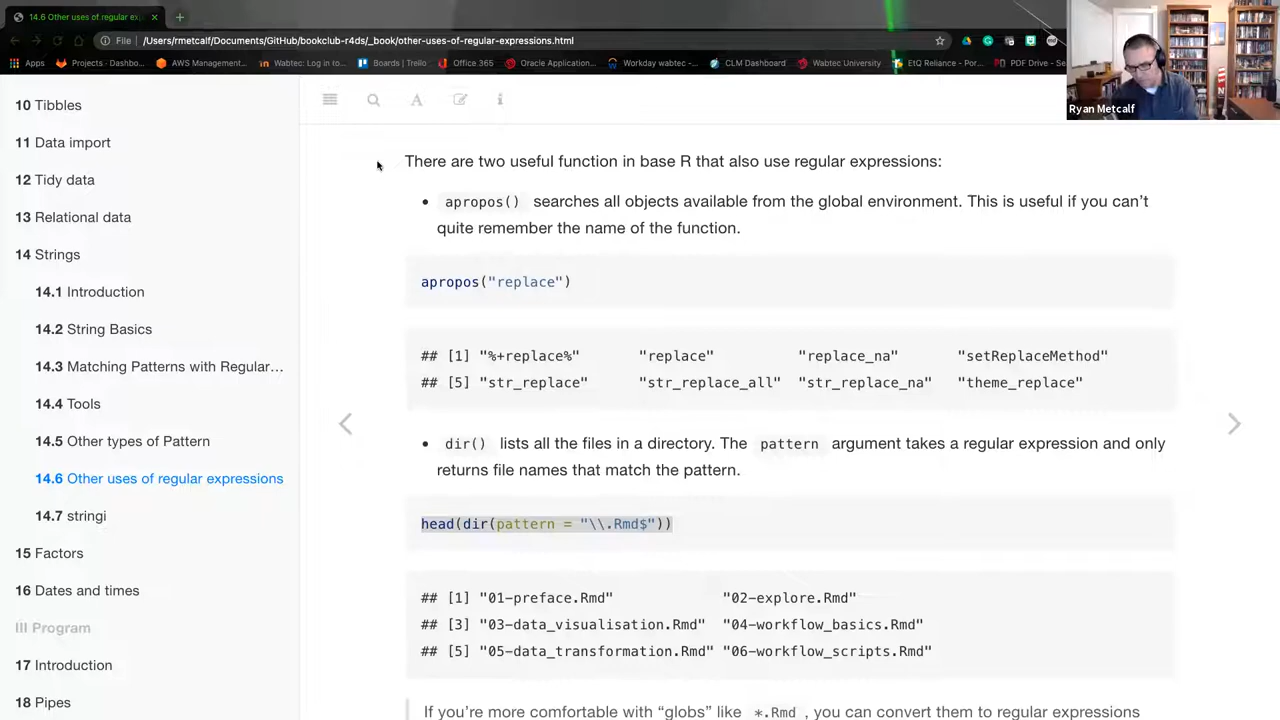 14.6 Other uses of regular exp
File /Users/rmetcalf/Documents/GitHub/bookclub-r4ds/_book/other-uses-of-regular-expressions.html
Apps Projects · Dashbo... AWS Management... Wabtec: Log in to... Boards | Trello Office 365 Oracle Application... Workday wabtec -... CLM Dashboard Wabtec University EtQ Reliance - Por... PDF Drive - Se
Ryan Metcalf
10 Tibbles
11 Data import
12 Tidy data
13 Relational data
14 Strings
14.1 Introduction
14.2 String Basics
14.3 Matching Patterns with Regular...
14.4 Tools
14.5 Other types of Pattern
14.6 Other uses of regular expressions
14.7 stringi
15 Factors
16 Dates and times
III Program
17 Introduction
18 Pipes
There are two useful function in base R that also use regular expressions:
• apropos() searches all objects available from the global environment. This is useful if you can't
quite remember the name of the function.
apropos("replace")
## [1] "%+replace%" "replace" "replace_na" "setReplaceMethod"
## [5] "str_replace" "str_replace_all" "str_replace_na" "theme_replace"
• dir() lists all the files in a directory. The pattern argument takes a regular expression and only
returns file names that match the pattern.
head(dir(pattern = "\\.Rmd$"))
## [1] "01-preface.Rmd" "02-explore.Rmd"
## [3] "03-data_visualisation.Rmd" "04-workflow_basics.Rmd"
## [5] "05-data_transformation.Rmd" "06-workflow_scripts.Rmd"
If you're more comfortable with "globs" like *.Rmd , you can convert them to regular expressions